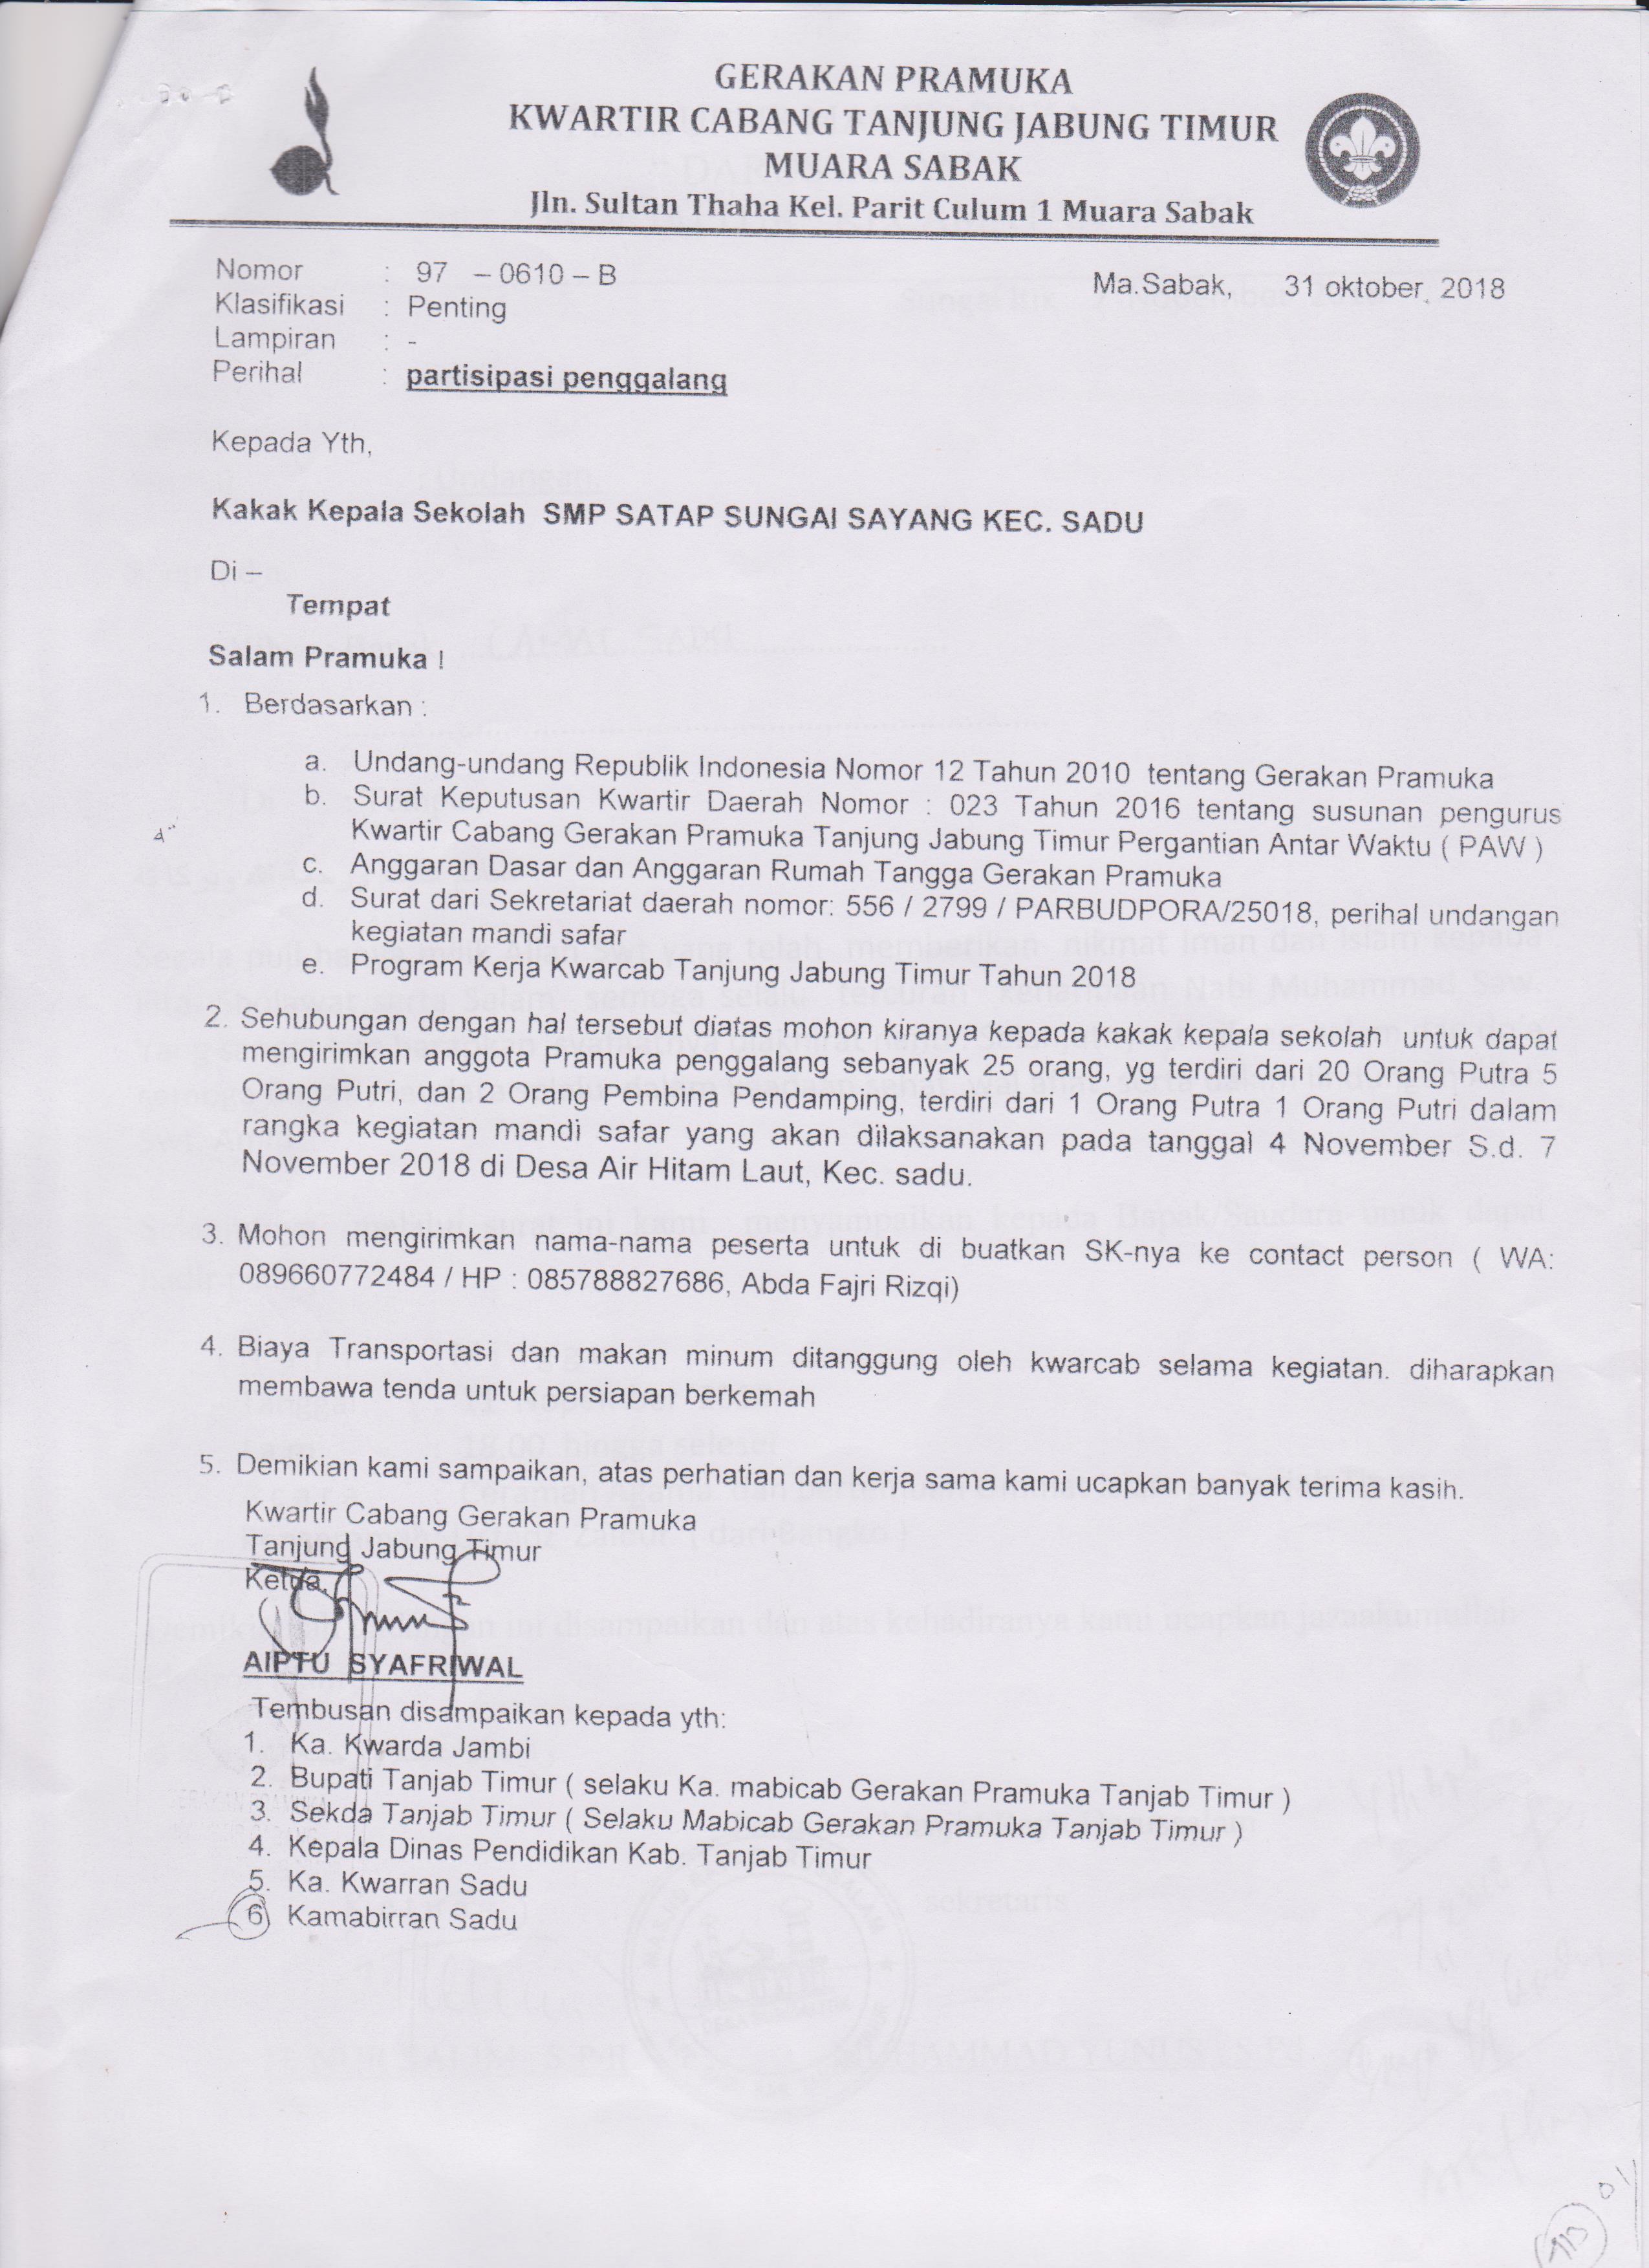 GERAKAN PRAMUKA
KWARTIR CABANG TANJUNG JABUNG TIMUR
MUARA SABAK
Jln. Sultan Thaha Kel. Parit Culum 1 Muara Sabak
Nomor : 97 – 0610 – B
Ma.Sabak, 31 oktober 2018
Klasifikasi : Penting
Lampiran : -
Perihal : partisipasi penggalang
Kepada Yth,
Kakak Kepala Sekolah SMP SATAP SUNGAI SAYANG KEC. SADU
Di –
Tempat
Salam Pramuka !
1. Berdasarkan :
a. Undang-undang Republik Indonesia Nomor 12 Tahun 2010 tentang Gerakan Pramuka
b. Surat Keputusan Kwartir Daerah Nomor : 023 Tahun 2016 tentang susunan pengurus
Kwartir Cabang Gerakan Pramuka Tanjung Jabung Timur Pergantian Antar Waktu ( PAW )
c. Anggaran Dasar dan Anggaran Rumah Tangga Gerakan Pramuka
d. Surat dari Sekretariat daerah nomor: 556 / 2799 / PARBUDPORA/25018, perihal undangan
kegiatan mandi safar
e. Program Kerja Kwarcab Tanjung Jabung Timur Tahun 2018
2. Sehubungan dengan hal tersebut diatas mohon kiranya kepada kakak kepala sekolah untuk dapat
mengirimkan anggota Pramuka penggalang sebanyak 25 orang, yg terdiri dari 20 Orang Putra 5
Orang Putri, dan 2 Orang Pembina Pendamping, terdiri dari 1 Orang Putra 1 Orang Putri dalam
rangka kegiatan mandi safar yang akan dilaksanakan pada tanggal 4 November S.d. 7
November 2018 di Desa Air Hitam Laut, Kec. sadu.
3. Mohon mengirimkan nama-nama peserta untuk di buatkan SK-nya ke contact person ( WA:
089660772484 / HP : 085788827686, Abda Fajri Rizqi)
4. Biaya Transportasi dan makan minum ditanggung oleh kwarcab selama kegiatan. diharapkan
membawa tenda untuk persiapan berkemah
5. Demikian kami sampaikan, atas perhatian dan kerja sama kami ucapkan banyak terima kasih.
Kwartir Cabang Gerakan Pramuka
Tanjung Jabung Timur
Ketua,
AIPTU SYAFRIWAL
Tembusan disampaikan kepada yth:
1. Ka. Kwarda Jambi
2. Bupati Tanjab Timur ( selaku Ka. mabicab Gerakan Pramuka Tanjab Timur )
3. Sekda Tanjab Timur ( Selaku Mabicab Gerakan Pramuka Tanjab Timur )
4. Kepala Dinas Pendidikan Kab. Tanjab Timur
5. Ka. Kwarran Sadu
6 Kamabirran Sadu